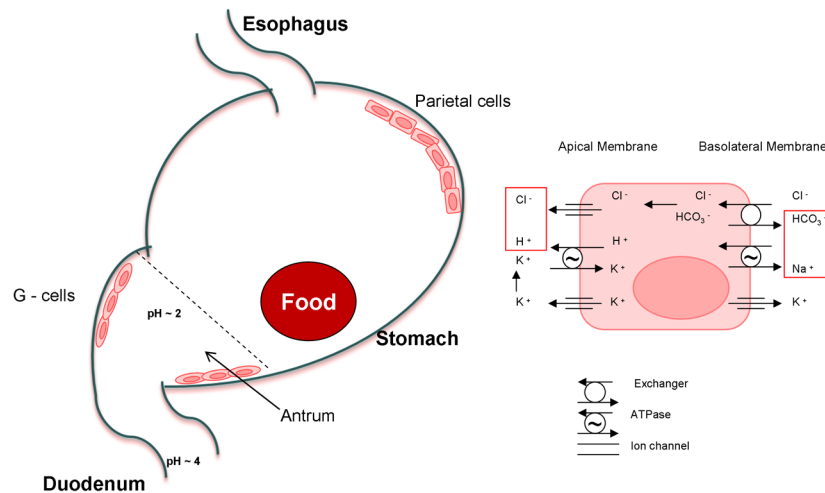 Esophagus
Parietal cells
G - cells
pH ~ 2
Food
Stomach
Antrum
pH ~ 4
Duodenum
Apical Membrane
Basolateral Membrane
Cl -
Cl -
Cl -
Cl -
HCO3 -
HCO3 -
H +
H +
K +
K +
Na +
K +
K +
K +
~
~
Exchanger
ATPase
~
Ion channel